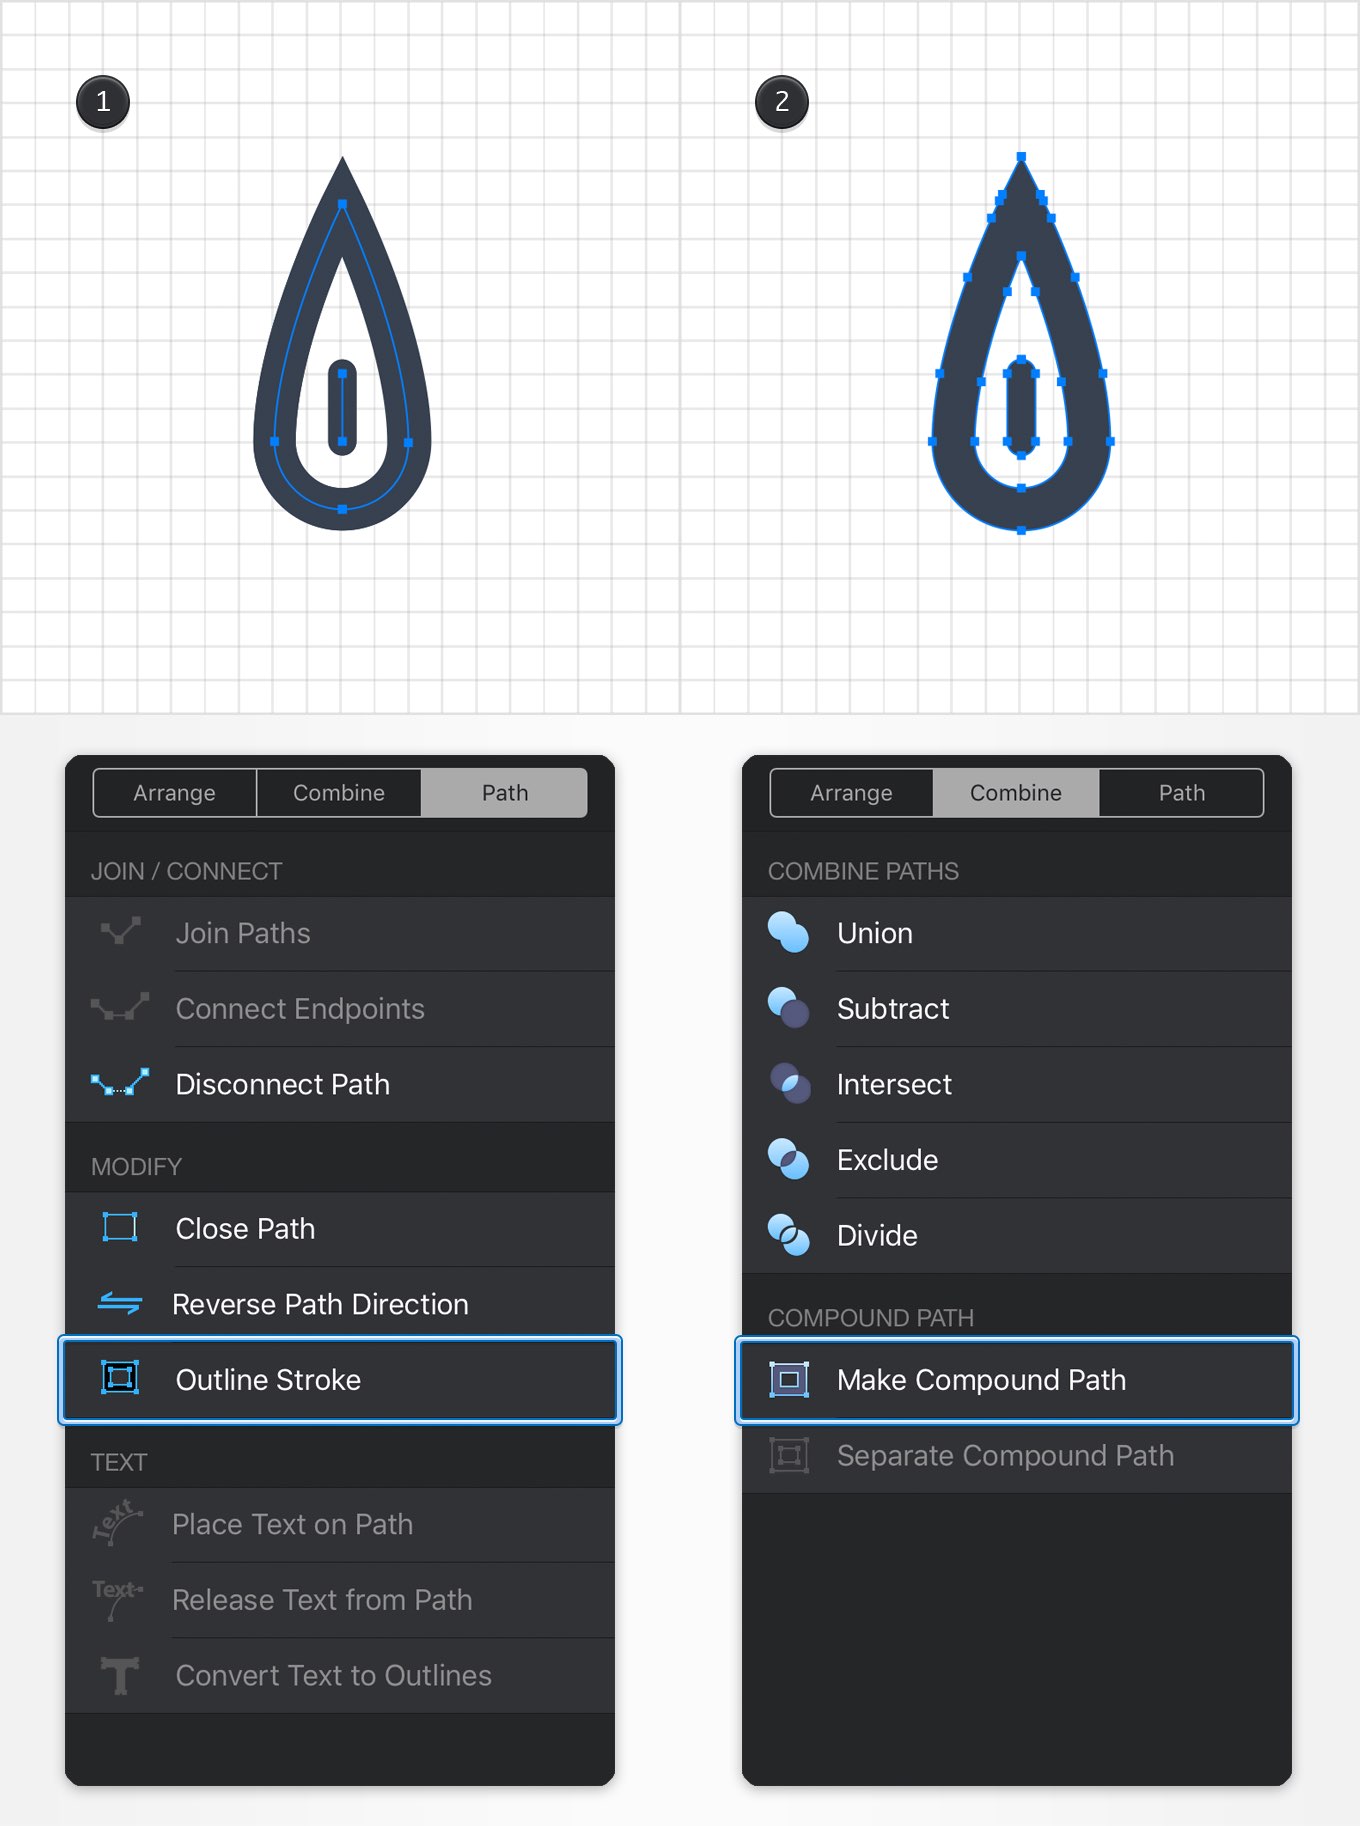 1
2
Arrange Combine Path
JOIN / CONNECT
Join Paths
Connect Endpoints
Disconnect Path
MODIFY
Close Path
Reverse Path Direction
Outline Stroke
TEXT
Text
Place Text on Path
Text
Release Text from Path
T
Convert Text to Outlines
Arrange Combine Path
COMBINE PATHS
Union
Subtract
Intersect
Exclude
Divide
COMPOUND PATH
Make Compound Path
Separate Compound Path